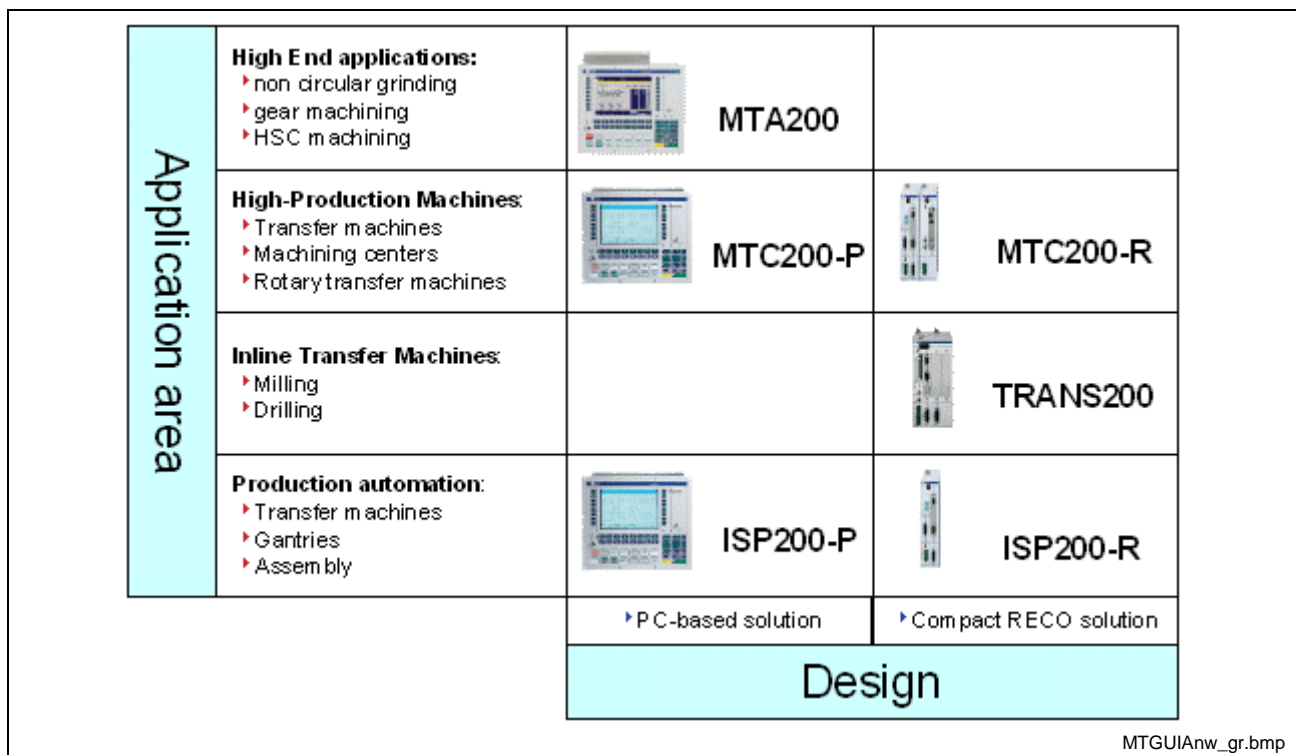 Application area
High End applications:
non circular grinding
gear machining
HSC machining
MTA200
High-Production Machines:
Transfer machines
Machining centers
Rotary transfer machines
MTC200-P
MTC200-R
Inline Transfer Machines:
Milling
Drilling
TRANS200
Production automation:
Transfer machines
Gantries
Assembly
ISP200-P
ISP200-R
PC-based solution
Compact RECO solution
Design
MTGUIAnw_gr.bmp